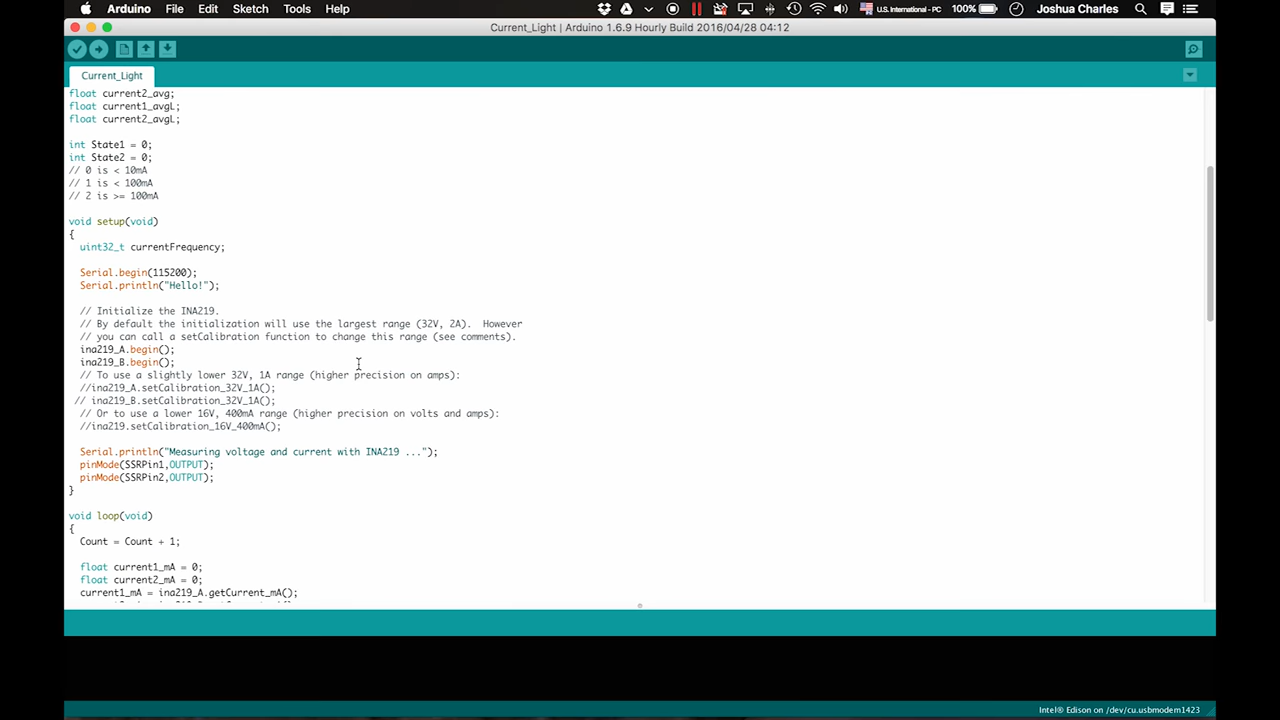 Arduino File Edit Sketch Tools Help U.S. International - PC 100% Joshua Charles
Current_Light | Arduino 1.6.9 Hourly Build 2016/04/28 04:12
Current_Light
float current2_avg;
float current1_avgL;
float current2_avgL;
int State1 = 0;
int State2 = 0;
// 0 is < 10mA
// 1 is < 100mA
// 2 is >= 100mA
void setup(void)
{
uint32_t currentFrequency;
Serial.begin(115200);
Serial.println("Hello!");
// Initialize the INA219.
// By default the initialization will use the largest range (32V, 2A). However
// you can call a setCalibration function to change this range (see comments).
ina219_A.begin();
ina219_B.begin();
// To use a slightly lower 32V, 1A range (higher precision on amps):
//ina219_A.setCalibration_32V_1A();
// ina219_B.setCalibration_32V_1A();
// Or to use a lower 16V, 400mA range (higher precision on volts and amps):
//ina219.setCalibration_16V_400mA();
Serial.println("Measuring voltage and current with INA219 ...");
pinMode(SSRPin1,OUTPUT);
pinMode(SSRPin2,OUTPUT);
}
void loop(void)
{
Count = Count + 1;
float current1_mA = 0;
float current2_mA = 0;
current1_mA = ina219_A.getCurrent_mA();
Intel® Edison on /dev/cu.usbmodem1423